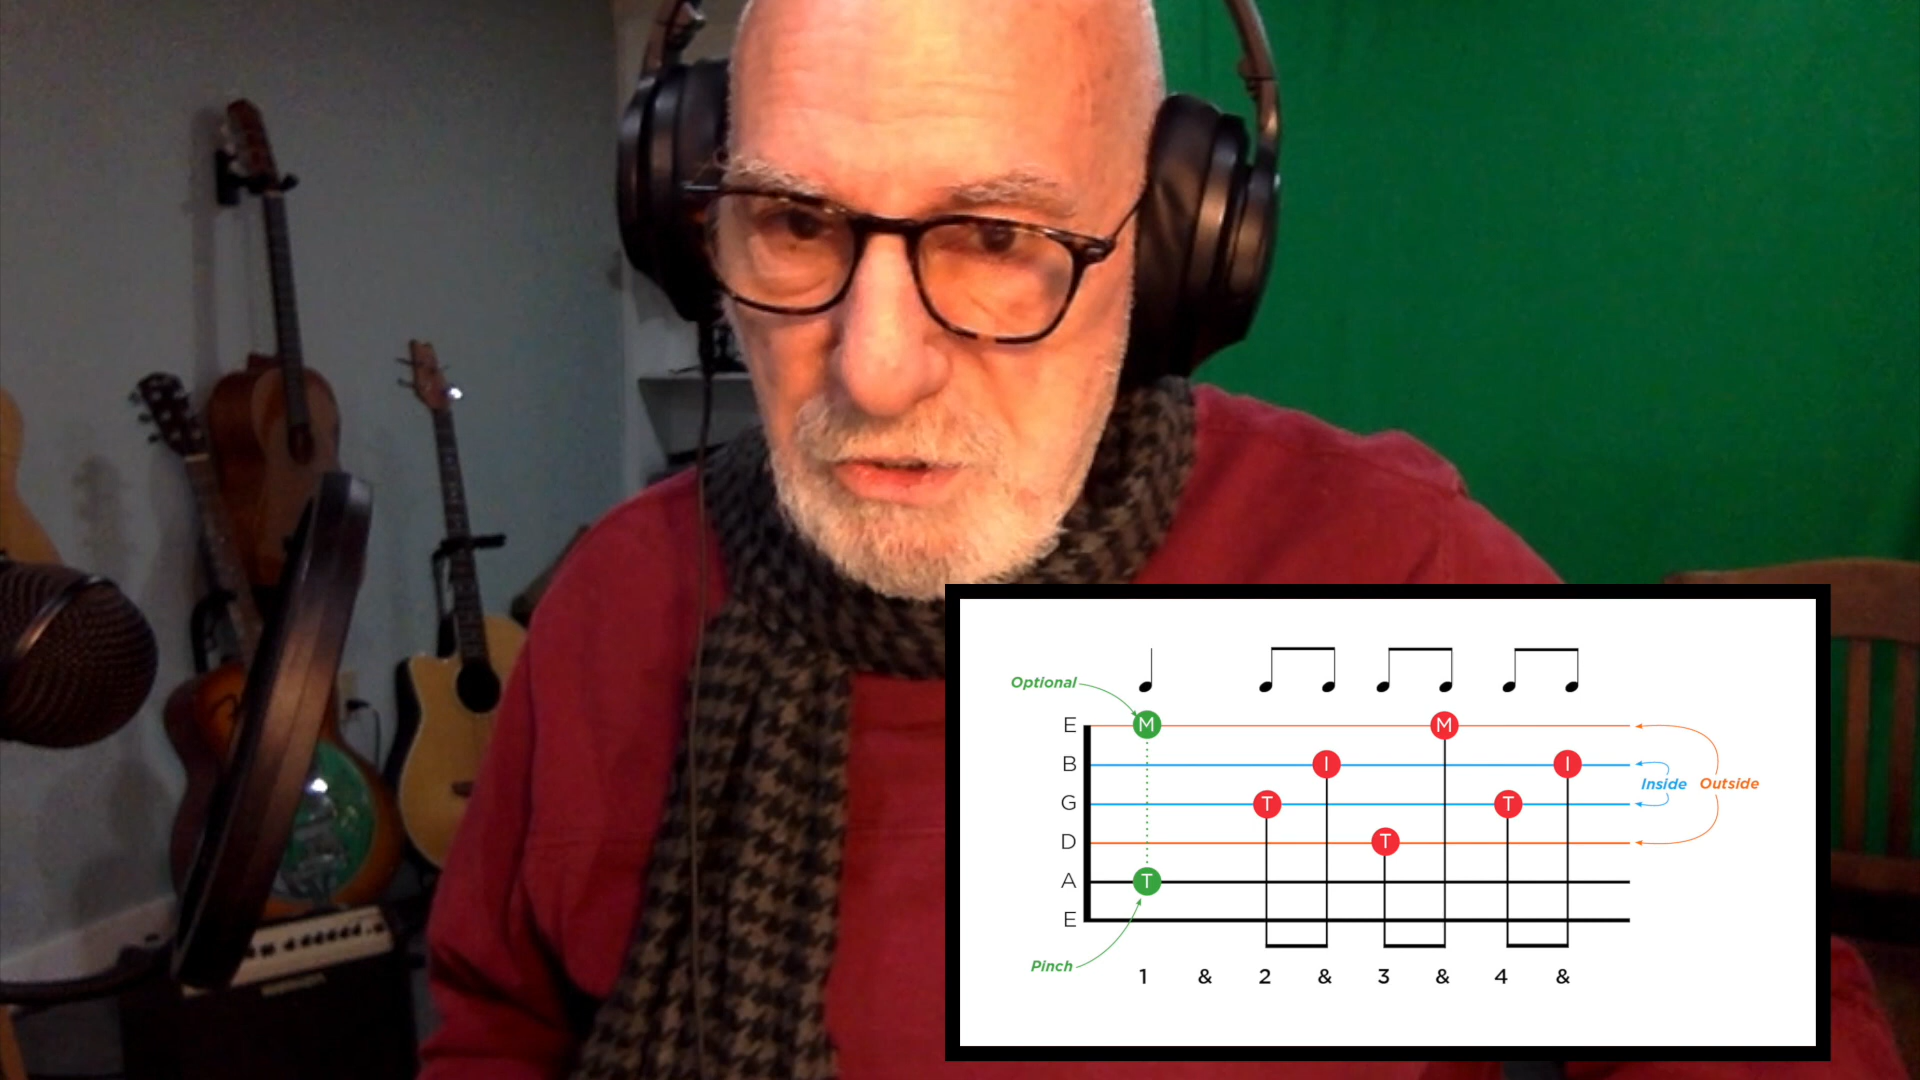 Optional
E M M
B I I
G T T
Inside Outside
D T
A T
E
Pinch
1 & 2 & 3 & 4 &